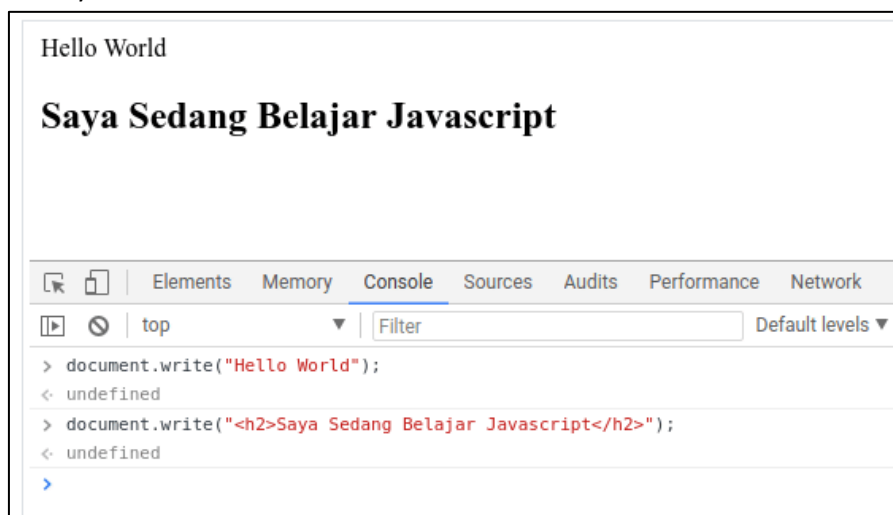 Hello World
Saya Sedang Belajar Javascript
Elements Memory Console Sources Audits Performance Network
top Filter Default levels
> document.write("Hello World");
undefined
> document.write("<h2>Saya Sedang Belajar Javascript</h2>");
undefined
>